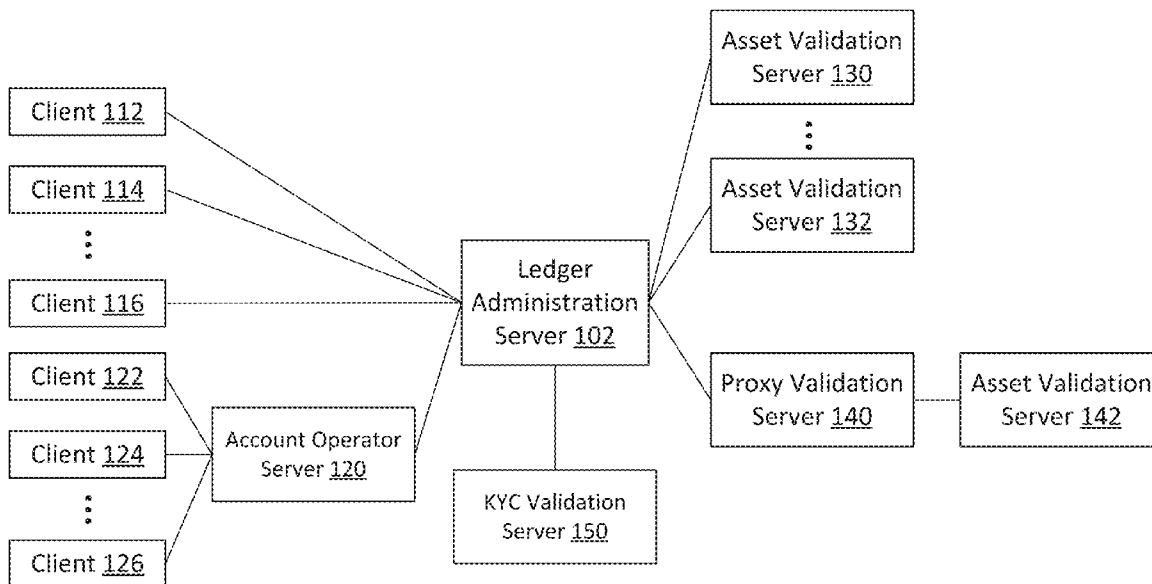 Client 112
Client 114
Client 116
Client 122
Client 124
Client 126
Account Operator
Server 120
Ledger
Administration
Server 102
KYC Validation
Server 150
Asset Validation
Server 130
Asset Validation
Server 132
Proxy Validation
Server 140
Asset Validation
Server 142